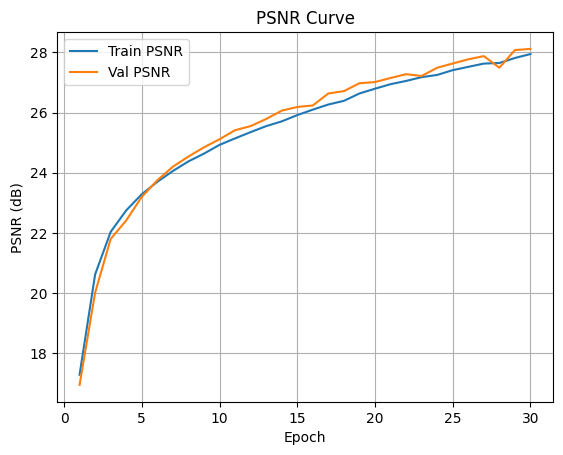 PSNR Curve
Train PSNR
Val PSNR
PSNR (dB)
28
26
24
22
20
18
0 5 10 15 20 25 30
Epoch